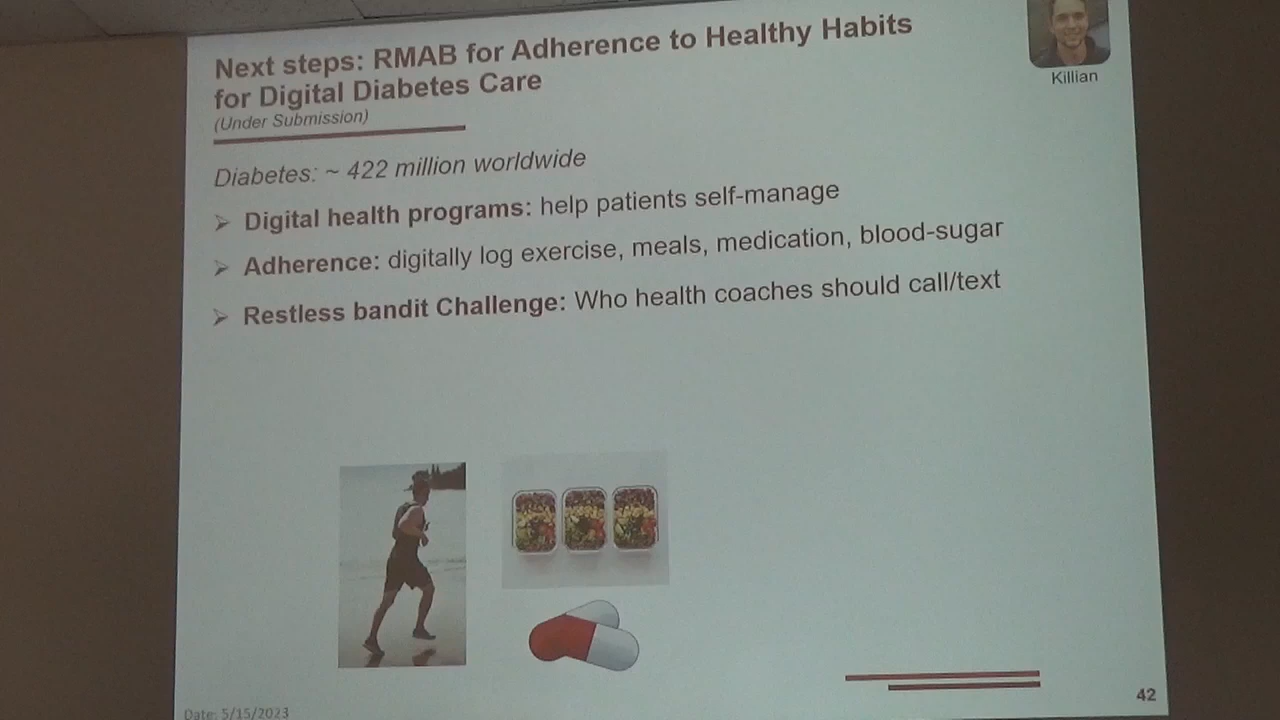 Next steps: RMAB for Adherence to Healthy Habits
for Digital Diabetes Care
(Under Submission)
Killian
Diabetes: ~ 422 million worldwide
➢ Digital health programs: help patients self-manage
➢ Adherence: digitally log exercise, meals, medication, blood-sugar
➢ Restless bandit Challenge: Who health coaches should call/text
42
Date: 5/15/2023